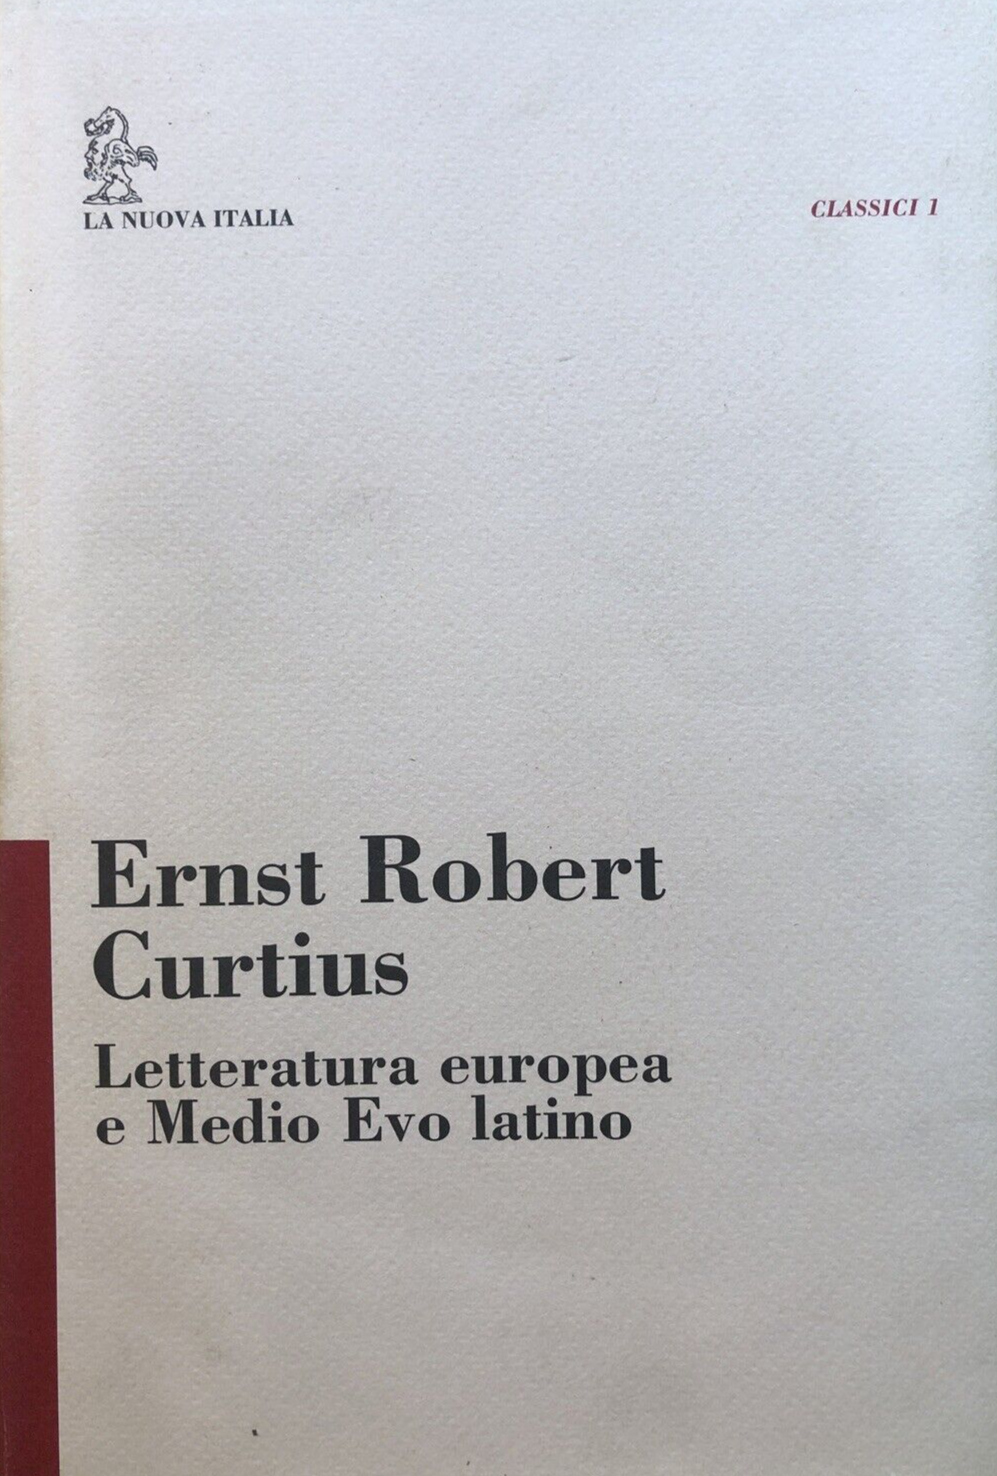 LA NUOVA ITALIA
CLASSICI 1
Ernst Robert
Curtius
Letteratura europea
e Medio Evo latino